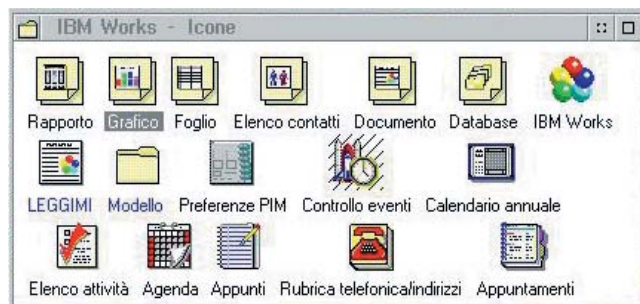 IBM Works - Icone
Rapporto Grafico Foglio Elenco contatti Documento Database IBM Works
LEGGIMI Modello Preferenze PIM Controllo eventi Calendario annuale
Elenco attività Agenda Appunti Rubrica telefonica/indirizzi Appuntamenti